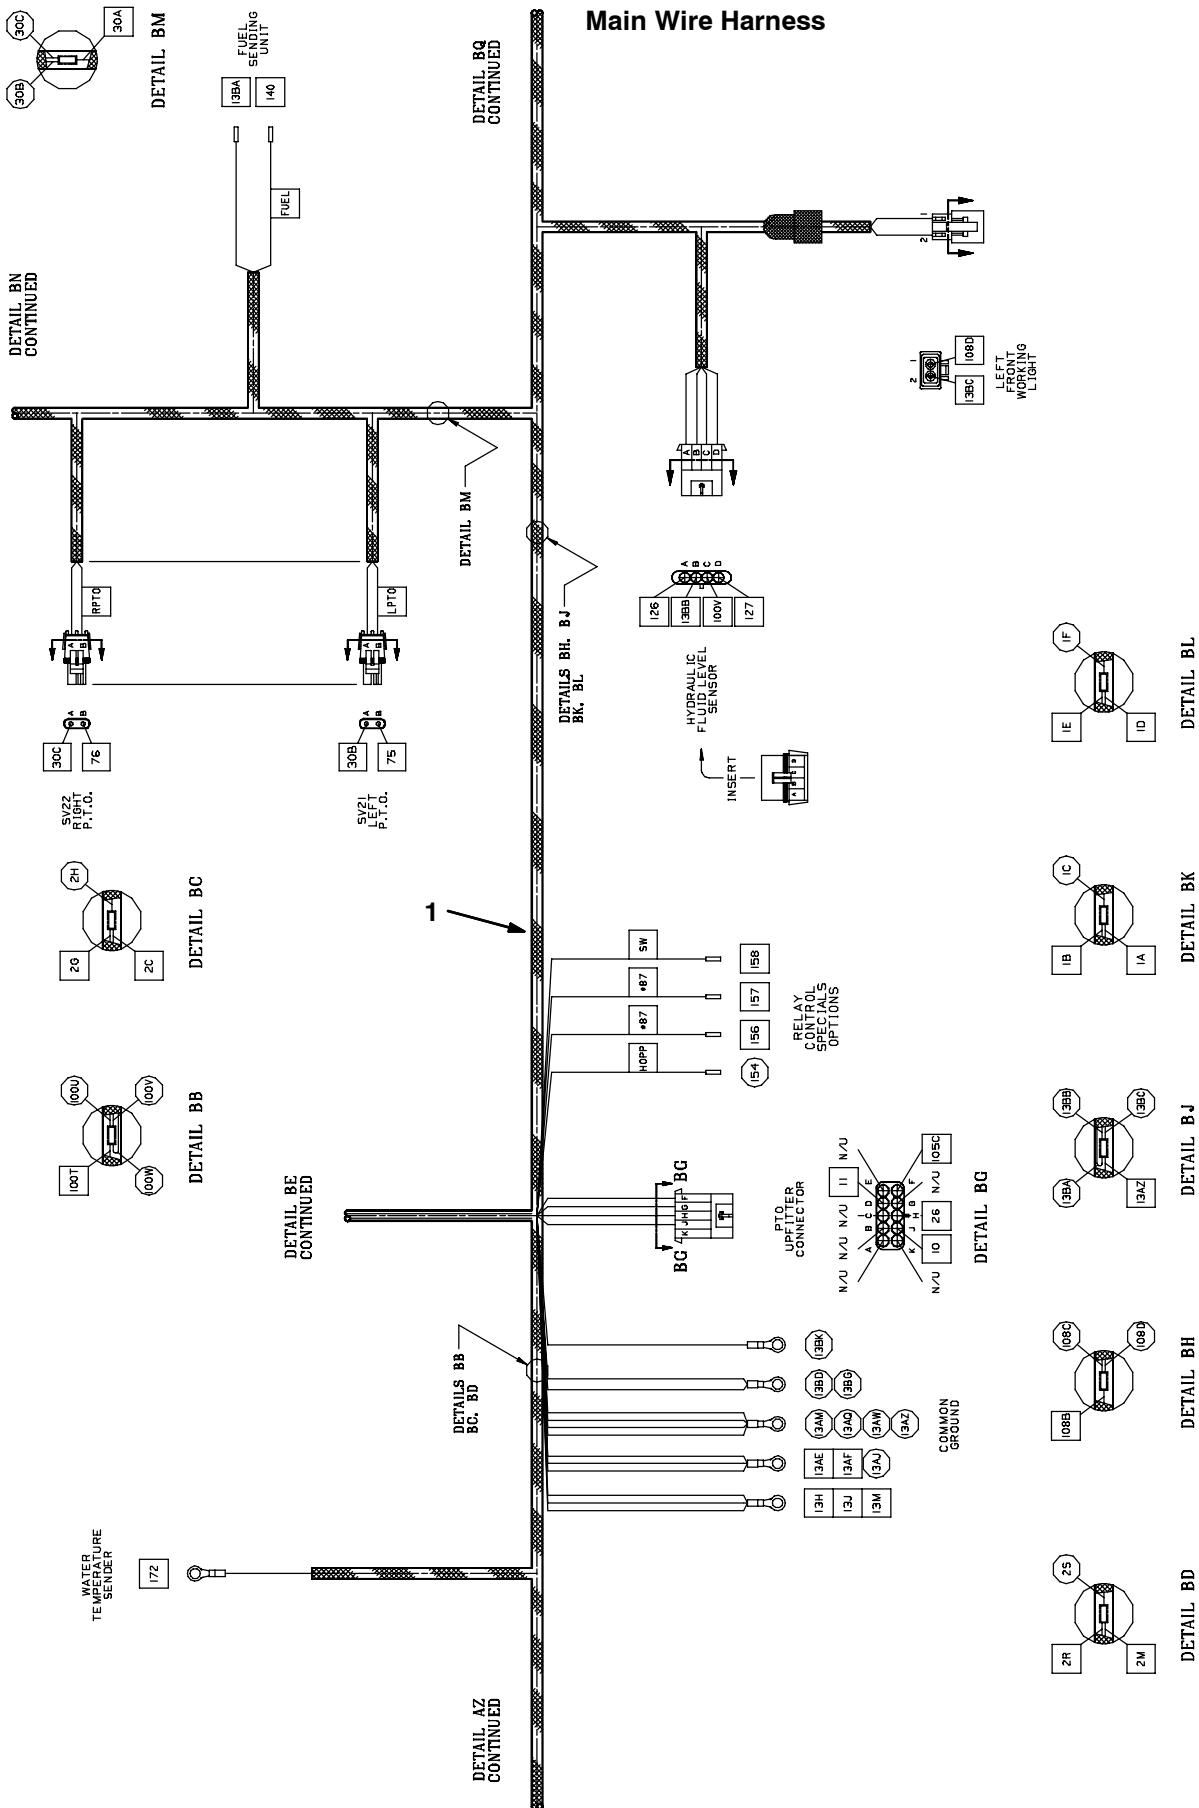 Main Wire Harness
30C
30B
30A
DETAIL BM
FUEL
SENDING
UNIT
13BA
140
FUEL
DETAIL BN
CONTINUED
DETAIL BQ
CONTINUED
RPTO
A
B
30C
76
A
B
SV22
RIGHT
P.T.O.
LPTO
A
B
30B
75
A
B
SV21
LEFT
P.T.O.
DETAIL BM
DETAILS BH, BJ
BK, BL
1
2
13BC
108D
2
1
LEFT
FRONT
WORKING
LIGHT
A
B
C
D
126
13BB
100V
127
A
B
C
D
HYDRAULIC
FLUID LEVEL
SENSOR
INSERT
A
B
C
D
2H
2G
2C
DETAIL BC
100U
100V
100T
100W
DETAIL BB
1
SW
*87
*87
HOPP
158
157
156
154
RELAY
CONTROL
SPECIALS
OPTIONS
DETAIL BE
CONTINUED
BG
BG
K
J
H
G
F
PTO
UPFITTER
CONNECTOR
N/U
N/U
N/U
11
N/U
A
B
C
D
E
K
J
H
G
F
N/U
10
26
N/U
105C
DETAIL BG
DETAILS BB
BC, BD
13BK
13BD
13BG
13AM
13AQ
13AW
13AZ
13AE
13AF
13AJ
13H
13J
13M
COMMON
GROUND
WATER
TEMPERATURE
SENDER
172
DETAIL AZ
CONTINUED
1F
1E
1D
DETAIL BL
1C
1B
1A
DETAIL BK
13BB
13BC
13BA
13AZ
DETAIL BJ
108C
108D
108B
DETAIL BH
2S
2R
2M
DETAIL BD